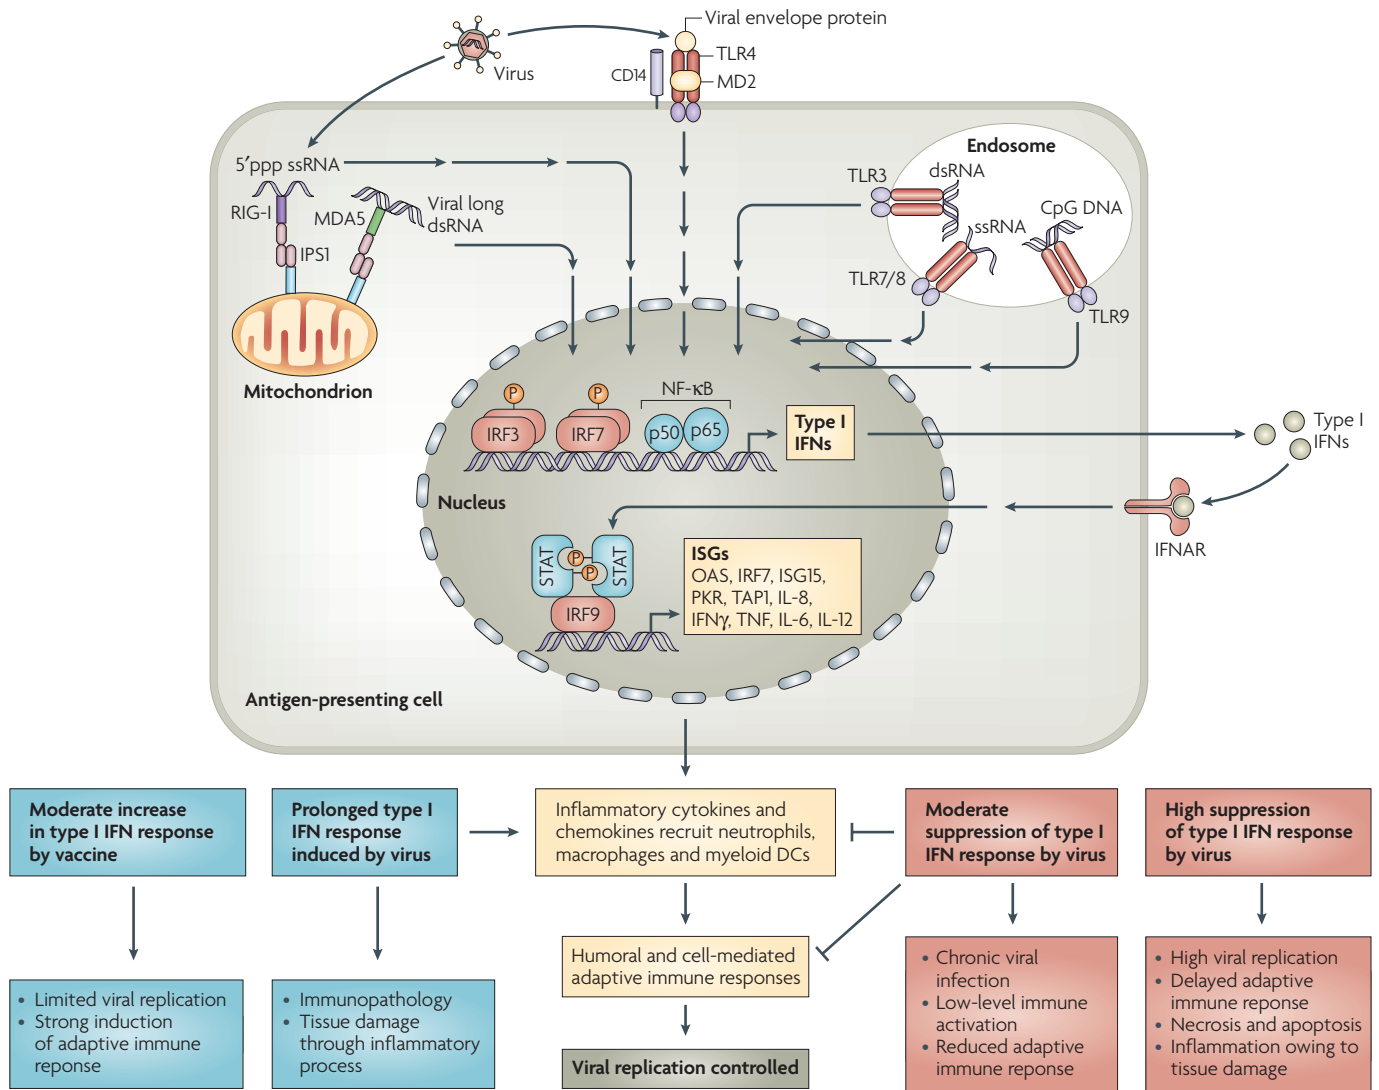 Viral envelope protein
Virus
CD14
TLR4
MD2
5′ppp ssRNA
RIG-I
MDA5
Viral long
dsRNA
IPS1
Mitochondrion
Endosome
TLR3
dsRNA
ssRNA
CpG DNA
TLR7/8
TLR9
P
IRF3
P
IRF7
NF-κB
p50
p65
Type I
IFNs
Type I
IFNs
Nucleus
IFNAR
STAT
P
P
STAT
IRF9
ISGs
OAS, IRF7, ISG15,
PKR, TAP1, IL-8,
IFNγ, TNF, IL-6, IL-12
Antigen-presenting cell
Moderate increase
in type I IFN response
by vaccine
Prolonged type I
IFN response
induced by virus
Inflammatory cytokines and
chemokines recruit neutrophils,
macrophages and myeloid DCs
Moderate
suppression of type I
IFN response by virus
High suppression
of type I IFN response
by virus
• Limited viral replication
• Strong induction
of adaptive immune
reponse
• Immunopathology
• Tissue damage
through inflammatory
process
Humoral and cell-mediated
adaptive immune responses
Viral replication controlled
• Chronic viral
infection
• Low-level immune
activation
• Reduced adaptive
immune reponse
• High viral replication
• Delayed adaptive
immune reponse
• Necrosis and apoptosis
• Inflammation owing to
tissue damage